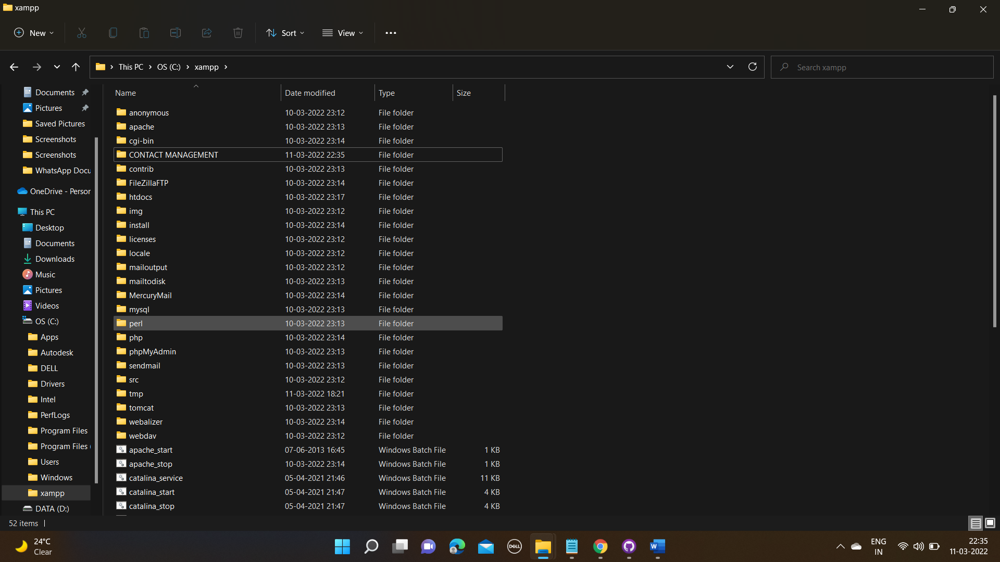 xampp
New
Sort
View
This PC
OS (C:)
xampp
Search xampp
Documents
Pictures
Saved Pictures
Screenshots
Screenshots
WhatsApp Docu
OneDrive - Person
This PC
Desktop
Documents
Downloads
Music
Pictures
Videos
OS (C:)
Apps
Autodesk
DELL
Drivers
Intel
PerfLogs
Program Files
Program Files (
Users
Windows
xampp
DATA (D:)
Name Date modified Type Size
anonymous 10-03-2022 23:12 File folder
apache 10-03-2022 23:13 File folder
cgi-bin 10-03-2022 23:14 File folder
CONTACT MANAGEMENT 11-03-2022 22:35 File folder
contrib 10-03-2022 23:13 File folder
FileZillaFTP 10-03-2022 23:14 File folder
htdocs 10-03-2022 23:17 File folder
img 10-03-2022 23:12 File folder
install 10-03-2022 23:14 File folder
licenses 10-03-2022 23:12 File folder
locale 10-03-2022 23:12 File folder
mailoutput 10-03-2022 23:12 File folder
mailtodisk 10-03-2022 23:13 File folder
MercuryMail 10-03-2022 23:14 File folder
mysql 10-03-2022 23:13 File folder
perl 10-03-2022 23:13 File folder
php 10-03-2022 23:14 File folder
phpMyAdmin 10-03-2022 23:13 File folder
sendmail 10-03-2022 23:13 File folder
src 10-03-2022 23:12 File folder
tmp 11-03-2022 18:21 File folder
tomcat 10-03-2022 23:13 File folder
webalizer 10-03-2022 23:14 File folder
webdav 10-03-2022 23:12 File folder
apache_start 07-06-2013 16:45 Windows Batch File 1 KB
apache_stop 10-03-2022 23:14 Windows Batch File 1 KB
catalina_service 05-04-2021 21:46 Windows Batch File 11 KB
catalina_start 05-04-2021 21:47 Windows Batch File 4 KB
catalina_stop 05-04-2021 21:47 Windows Batch File 4 KB
52 items
24°C
Clear
DELL
W
ENG
IN
22:35
11-03-2022